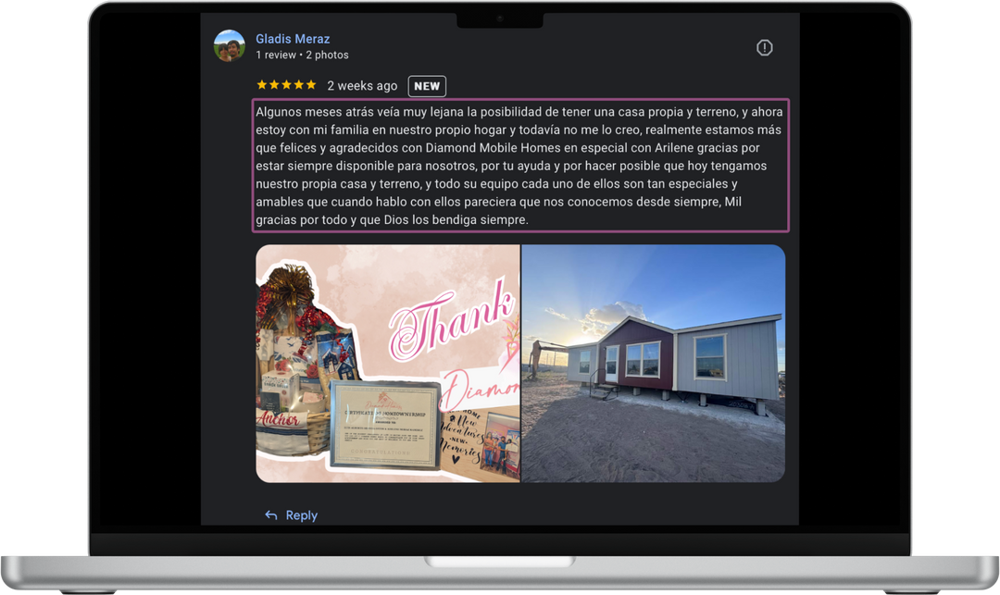 Gladis Meraz
1 review • 2 photos
2 weeks ago NEW
Algunos meses atrás veía muy lejana la posibilidad de tener una casa propia y terreno, y ahora
estoy con mi familia en nuestro propio hogar y todavía no me lo creo, realmente estamos más
que felices y agradecidos con Diamond Mobile Homes en especial con Arilene gracias por
estar siempre disponible para nosotros, por tu ayuda y por hacer posible que hoy tengamos
nuestro propia casa y terreno, y todo su equipo cada uno de ellos son tan especiales y
amables que cuando hablo con ellos pareciera que nos conocemos desde siempre, Mil
gracias por todo y que Dios los bendiga siempre.
Thank
Diamon
Anchor
CERTIFICATE OF HOMEOWNERSHIP
CONGRATULATIONS
HOME
New
Adventures
NEW
Memories
Reply